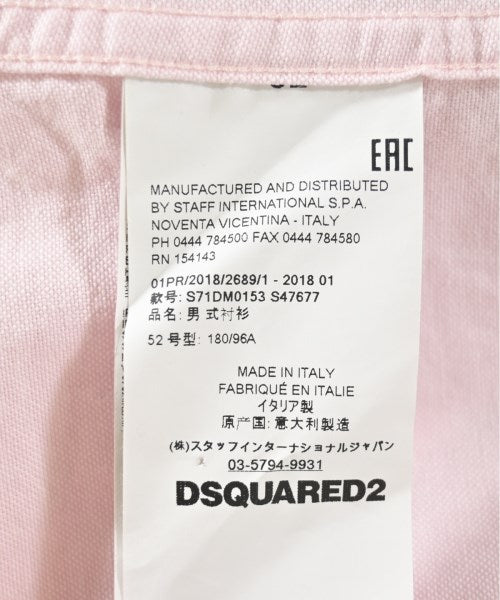 EAC
MANUFACTURED AND DISTRIBUTED
BY STAFF INTERNATIONAL S.P.A.
NOVENTA VICENTINA - ITALY
PH 0444 784500 FAX 0444 784580
RN 154143
01PR/2018/2689/1 - 2018 01
款号: S71DM0153 S47677
品名: 男 式衬衫
52 号型: 180/96A
MADE IN ITALY
FABRIQUÉ EN ITALIE
イタリア製
原产国: 意大利製造
(株)スタッフインターナショナルジャパン
03-5794-9931
DSQUARED2